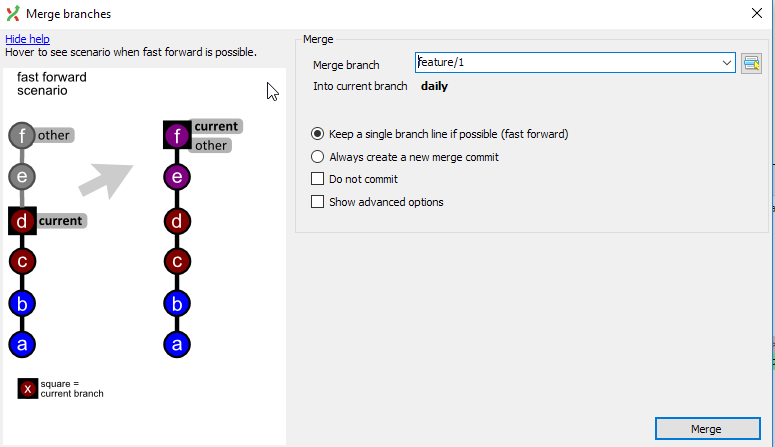 Merge branches
Hide help
Hover to see scenario when fast forward is possible.
fast forward
scenario
f other
e
d current
c
b
a
current
f
other
e
d
c
b
a
x
square =
current branch
Merge
Merge branch feature/1
Into current branch daily
Keep a single branch line if possible (fast forward)
Always create a new merge commit
Do not commit
Show advanced options
Merge